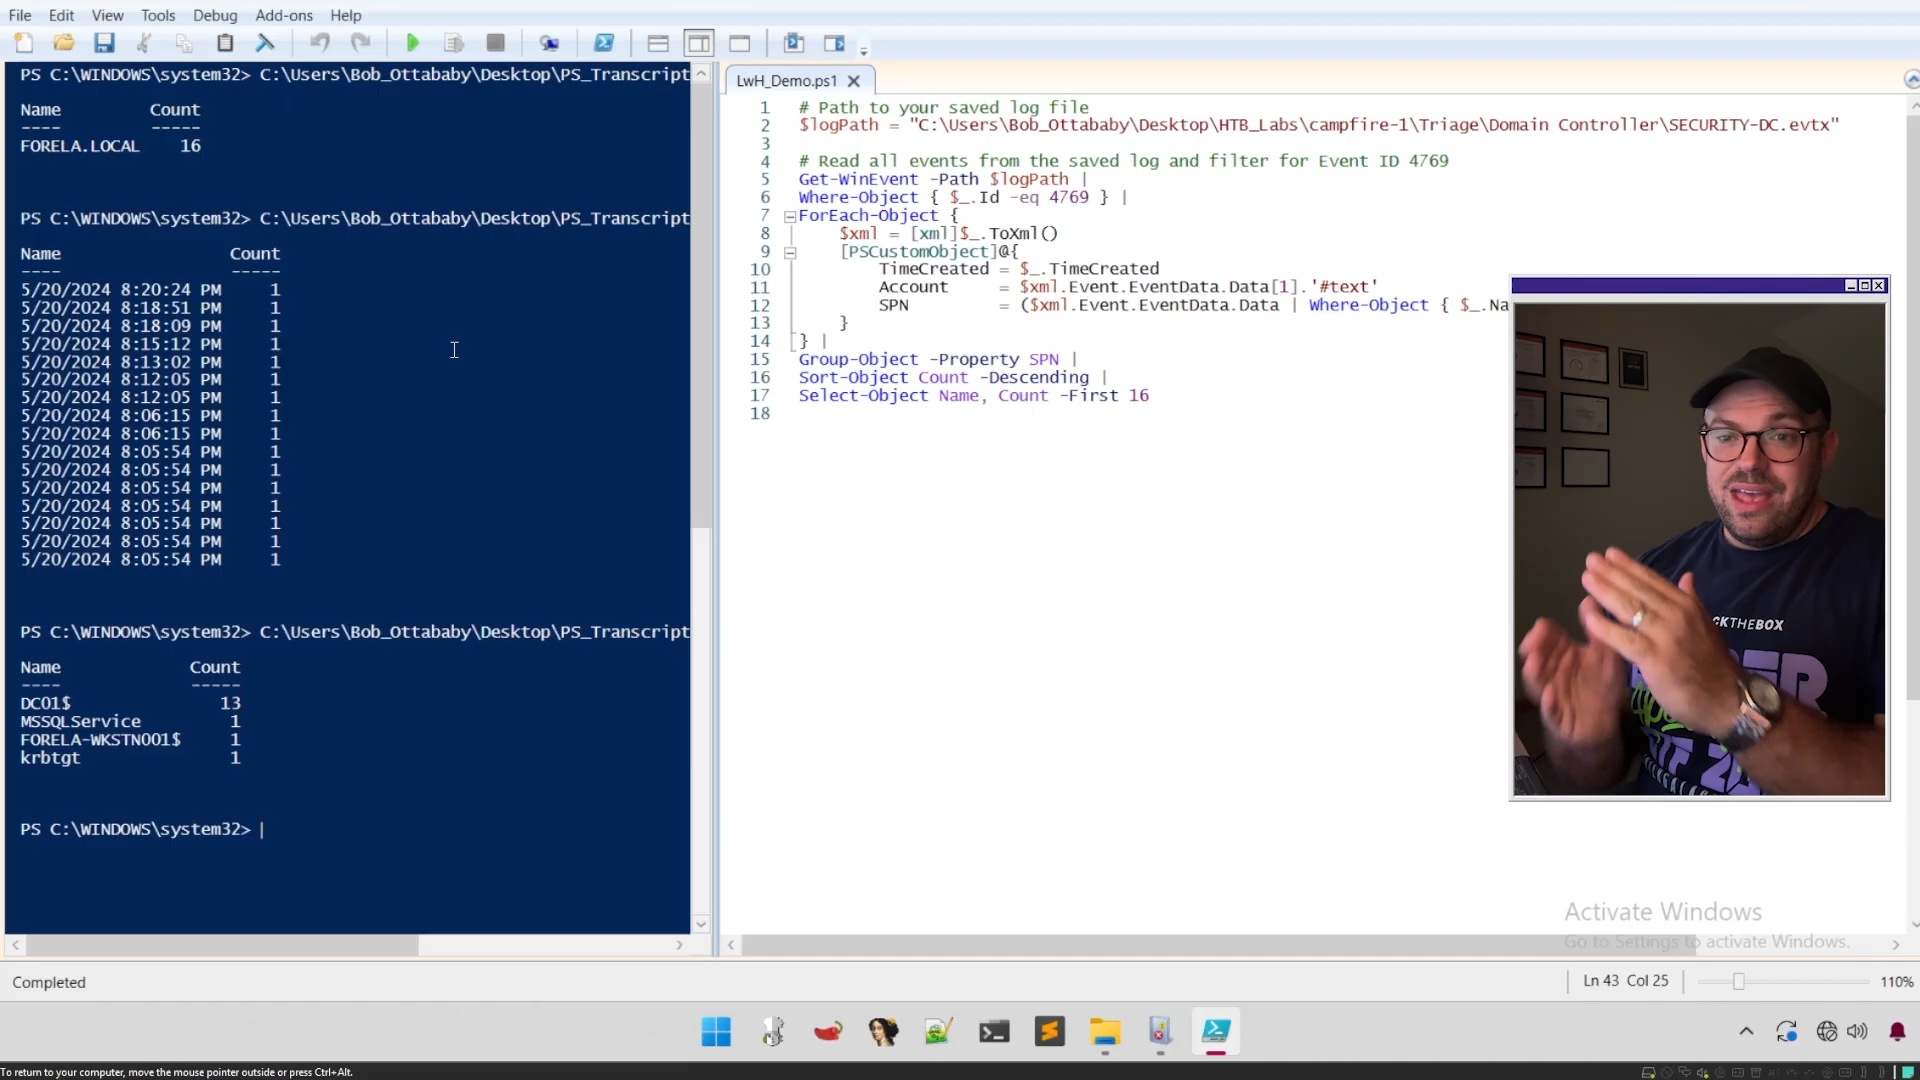 File Edit View Tools Debug Add-ons Help
PS C:\WINDOWS\system32> C:\Users\Bob_Ottababy\Desktop\PS_Transcript
Name Count
---- -----
FORELA.LOCAL 16
PS C:\WINDOWS\system32> C:\Users\Bob_Ottababy\Desktop\PS_Transcript
Name Count
---- -----
5/20/2024 8:20:24 PM 1
5/20/2024 8:18:51 PM 1
5/20/2024 8:18:09 PM 1
5/20/2024 8:15:12 PM 1
5/20/2024 8:13:02 PM 1
5/20/2024 8:12:05 PM 1
5/20/2024 8:12:05 PM 1
5/20/2024 8:06:15 PM 1
5/20/2024 8:06:15 PM 1
5/20/2024 8:05:54 PM 1
5/20/2024 8:05:54 PM 1
5/20/2024 8:05:54 PM 1
5/20/2024 8:05:54 PM 1
5/20/2024 8:05:54 PM 1
5/20/2024 8:05:54 PM 1
5/20/2024 8:05:54 PM 1
PS C:\WINDOWS\system32> C:\Users\Bob_Ottababy\Desktop\PS_Transcript
Name Count
---- -----
DC01$ 13
MSSQLService 1
FORELA-WKSTN001$ 1
krbtgt 1
PS C:\WINDOWS\system32>
LwH_Demo.ps1
1 # Path to your saved log file
2 $logPath = "C:\Users\Bob_Ottababy\Desktop\HTB_Labs\campfire-1\Triage\Domain Controller\SECURITY-DC.evtx"
3
4 # Read all events from the saved log and filter for Event ID 4769
5 Get-WinEvent -Path $logPath |
6 Where-Object { $_.Id -eq 4769 } |
7 ForEach-Object {
8 $xml = [xml]$_.ToXml()
9 [PSCustomObject]@{
10 TimeCreated = $_.TimeCreated
11 Account = $xml.Event.EventData.Data[1].'#text'
12 SPN = ($xml.Event.EventData.Data | Where-Object { $_.Na
13 }
14 } |
15 Group-Object -Property SPN |
16 Sort-Object Count -Descending |
17 Select-Object Name, Count -First 16
18
CKTHEBOX
Activate Windows
Go to Settings to activate Windows.
Completed
Ln 43 Col 25
110%
To return to your computer, move the mouse pointer outside or press Ctrl+Alt.